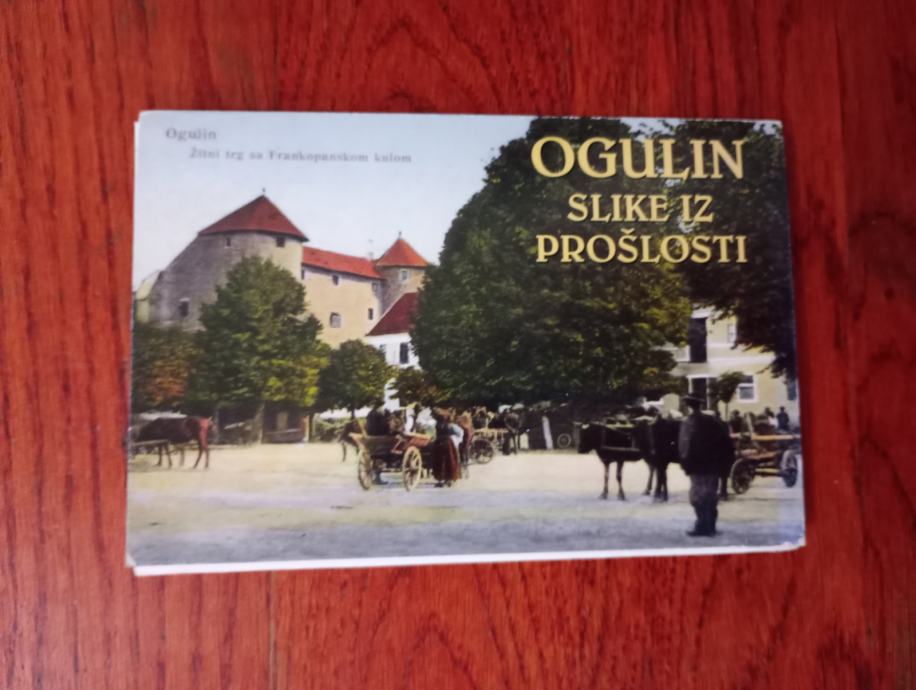 Ogulin
Žitni trg sa Frankopanskom kulom
OGULIN
SLIKE IZ
PROŠLOSTI